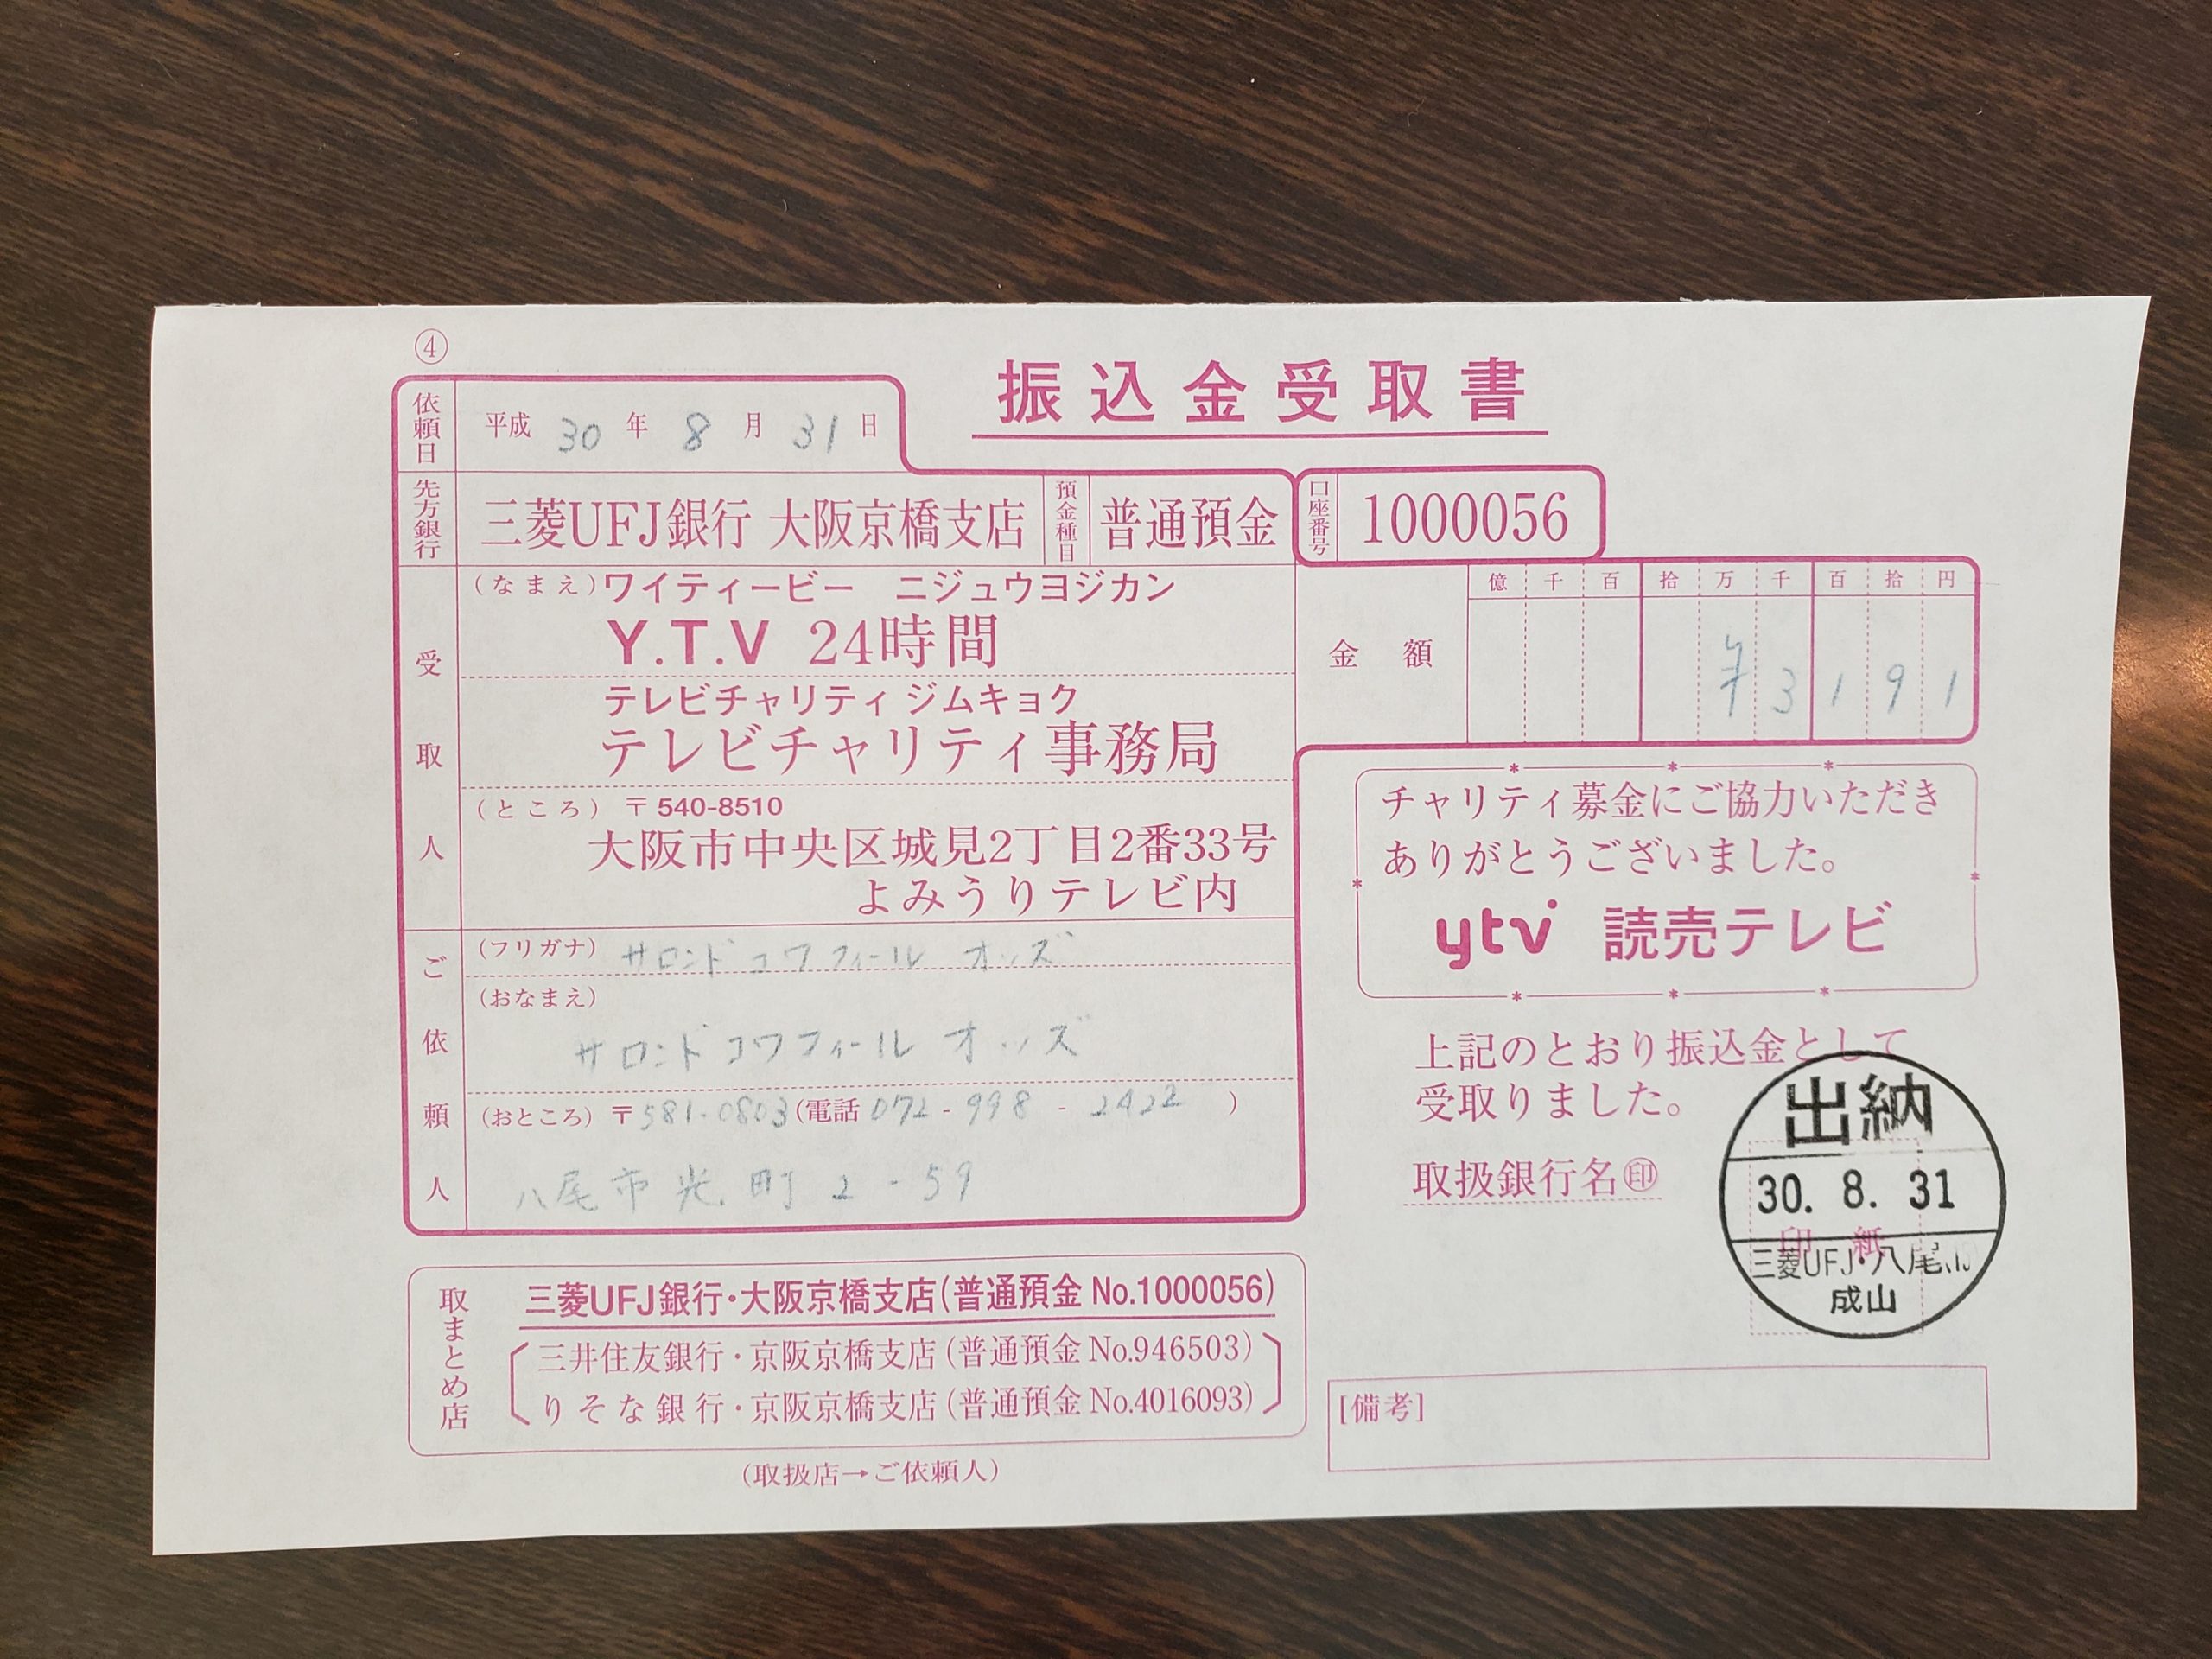 ④
振込金受取書
依頼日 平成 30 年 8 月 31 日
先方銀行 三菱UFJ銀行 大阪京橋支店 預金種目 普通預金 口座番号 1000056
受取人
(なまえ)ワイティービー ニジュウヨジカン
Y.T.V 24時間
テレビチャリティ ジムキョク
テレビチャリティ事務局
(ところ) 〒540-8510
大阪市中央区城見2丁目2番33号
よみうりテレビ内
ご依頼人
(フリガナ) サロンド コワフィール オッズ
(おなまえ)
サロンド コワフィール オッズ
(おところ) 〒581-0803(電話 072 - 998 - 2422 )
八尾市光町 2 - 59
金額
億 千 百 拾 万 千 百 拾 円
¥ 3 1 9 1
チャリティ募金にご協力いただき
ありがとうございました。
ytv 読売テレビ
上記のとおり振込金として
受取りました。
取扱銀行名㊞
印紙
出納
30. 8. 31
三菱UFJ・八尾
成山
取まとめ店
三菱UFJ銀行・大阪京橋支店(普通預金 No.1000056)
三井住友銀行・京阪京橋支店(普通預金 No.946503)
りそな銀行・京阪京橋支店(普通預金 No.4016093)
(取扱店→ご依頼人)
[備考]